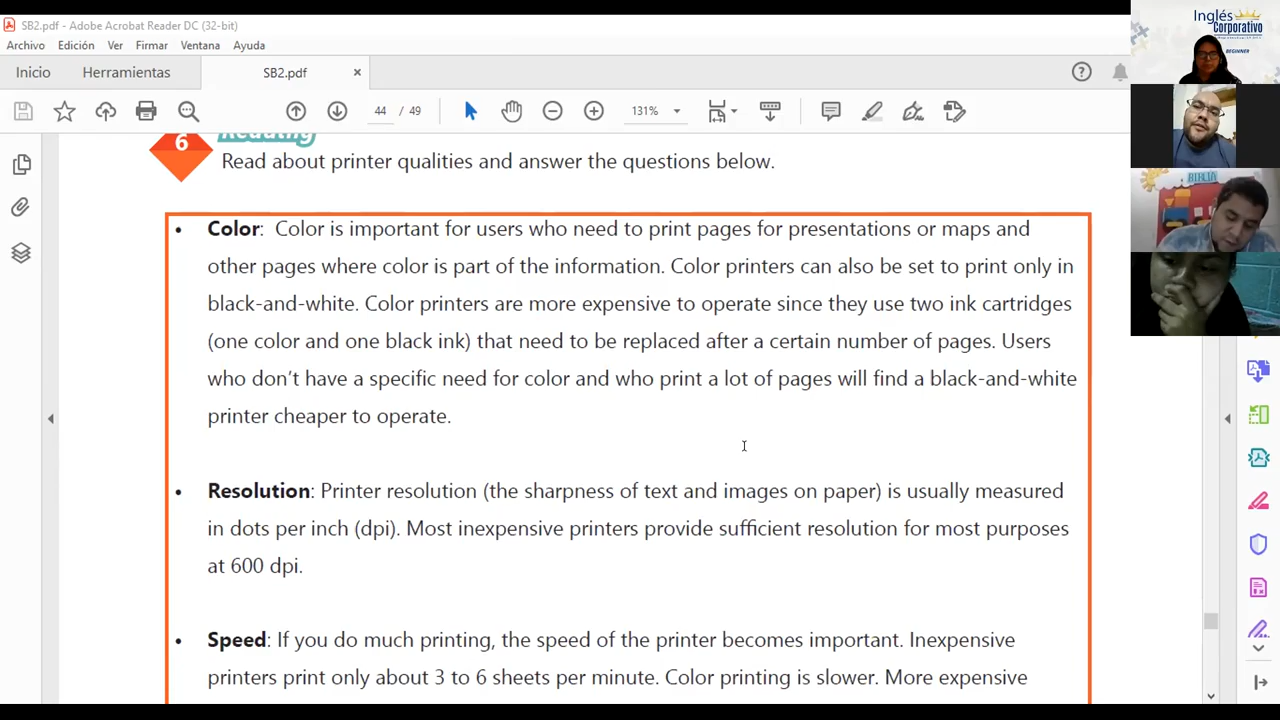 SB2.pdf - Adobe Acrobat Reader DC (32-bit)
Archivo Edición Ver Firmar Ventana Ayuda
Inicio Herramientas SB2.pdf ×
44 / 49 131%
Reading
6
Read about printer qualities and answer the questions below.
• Color: Color is important for users who need to print pages for presentations or maps and
other pages where color is part of the information. Color printers can also be set to print only in
black-and-white. Color printers are more expensive to operate since they use two ink cartridges
(one color and one black ink) that need to be replaced after a certain number of pages. Users
who don't have a specific need for color and who print a lot of pages will find a black-and-white
printer cheaper to operate.
• Resolution: Printer resolution (the sharpness of text and images on paper) is usually measured
in dots per inch (dpi). Most inexpensive printers provide sufficient resolution for most purposes
at 600 dpi.
• Speed: If you do much printing, the speed of the printer becomes important. Inexpensive
printers print only about 3 to 6 sheets per minute. Color printing is slower. More expensive
Inglés
Corporativo
BEGINNER